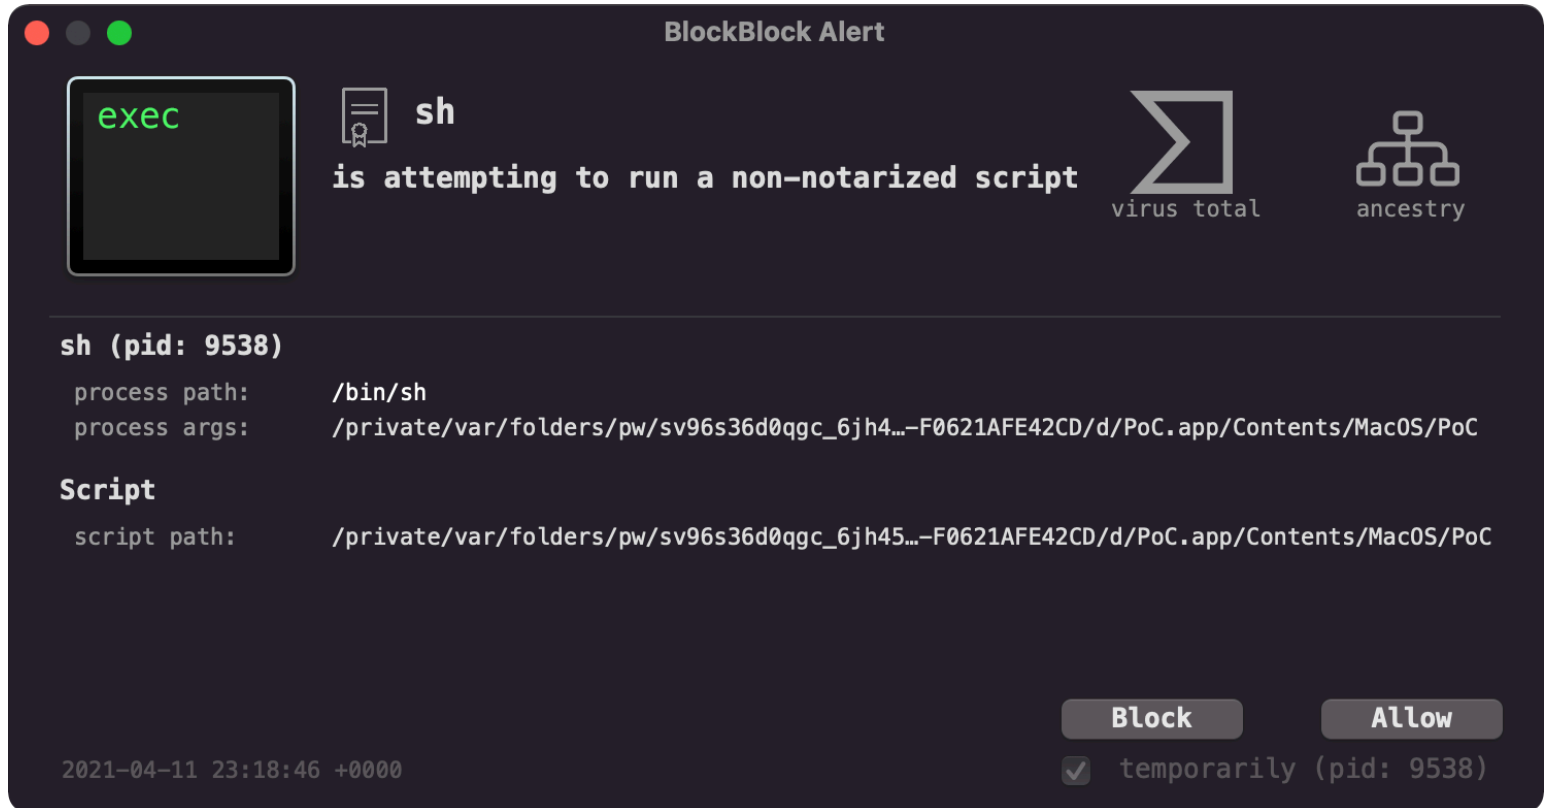 BlockBlock Alert
exec
sh
is attempting to run a non-notarized script
virus total
ancestry
sh (pid: 9538)
process path: /bin/sh
process args: /private/var/folders/pw/sv96s36d0qgc_6jh4…-F0621AFE42CD/d/PoC.app/Contents/MacOS/PoC
Script
script path: /private/var/folders/pw/sv96s36d0qgc_6jh45…-F0621AFE42CD/d/PoC.app/Contents/MacOS/PoC
Block Allow
2021-04-11 23:18:46 +0000 temporarily (pid: 9538)